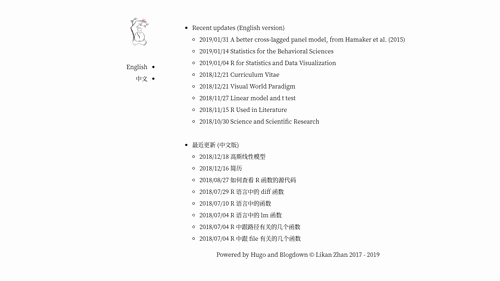 English
中文
Recent updates (English version)
2019/01/31 A better cross-lagged panel model, from Hamaker et al. (2015)
2019/01/14 Statistics for the Behavioral Sciences
2019/01/04 R for Statistics and Data Visualization
2018/12/21 Curriculum Vitae
2018/12/21 Visual World Paradigm
2018/11/27 Linear model and t test
2018/11/15 R Used in Literature
2018/10/30 Science and Scientific Research
最近更新 (中文版)
2018/12/18 高斯线性模型
2018/12/16 简历
2018/08/27 如何查看 R 函数的源代码
2018/07/29 R 语言中的 diff 函数
2018/07/10 R 语言中的函数
2018/07/04 R 语言中的 lm 函数
2018/07/04 R 中跟路径有关的几个函数
2018/07/04 R 中跟 file 有关的几个函数
Powered by Hugo and Blogdown © Likan Zhan 2017 - 2019